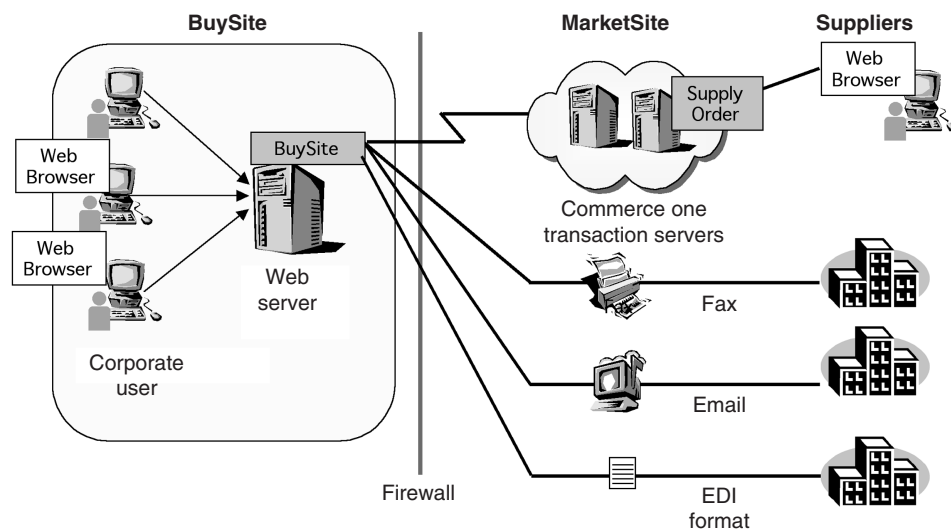 BuySite
MarketSite
Suppliers
Web
Browser
Supply
Order
BuySite
Web
Browser
Commerce one
transaction servers
Web
Browser
Web
server
Fax
Corporate
user
Email
Firewall
EDI
format